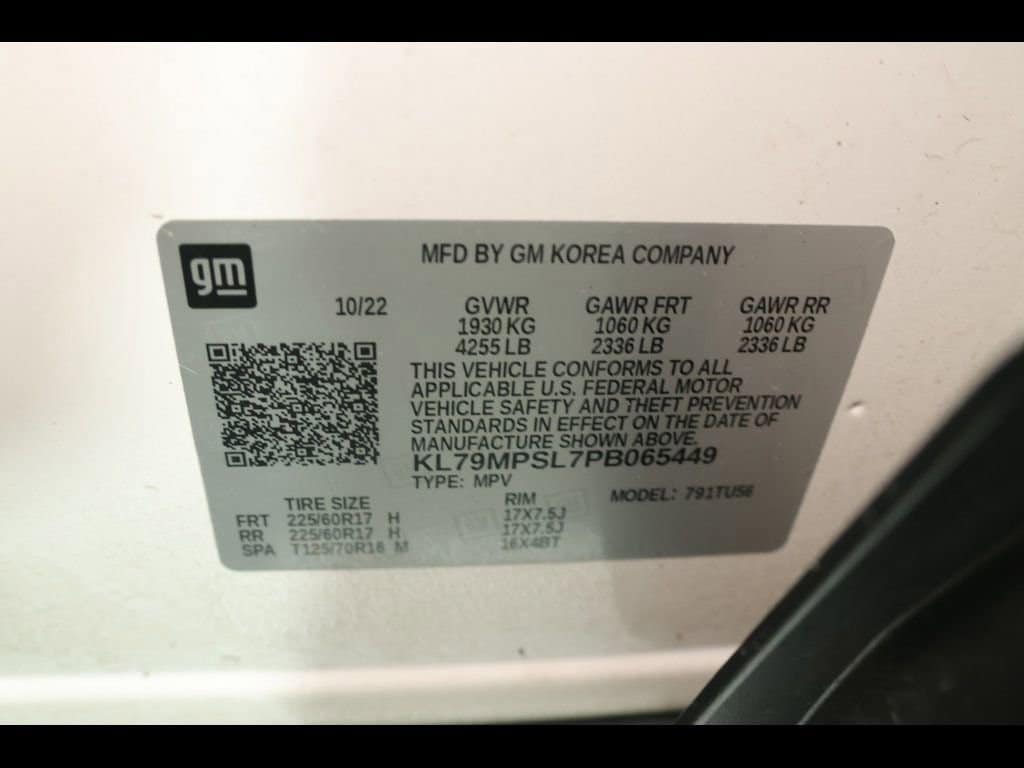 gm
MFD BY GM KOREA COMPANY
10/22 GVWR GAWR FRT GAWR RR
1930 KG 1060 KG 1060 KG
4255 LB 2336 LB 2336 LB
THIS VEHICLE CONFORMS TO ALL
APPLICABLE U.S. FEDERAL MOTOR
VEHICLE SAFETY AND THEFT PREVENTION
STANDARDS IN EFFECT ON THE DATE OF
MANUFACTURE SHOWN ABOVE.
KL79MPSL7PB065449
TYPE: MPV
MODEL: 791TU56
TIRE SIZE RIM
FRT 225/60R17 H 17X7.5J
RR 225/60R17 H 17X7.5J
SPA T125/70R16 M 16X4BT